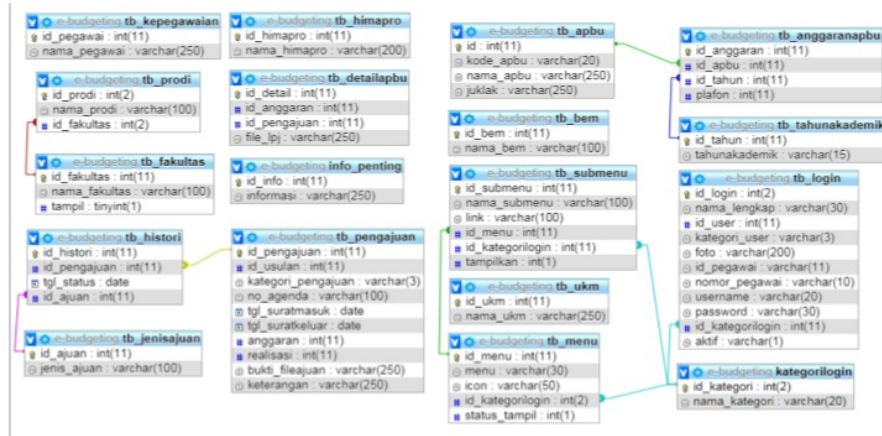 e-budgeting tb_kepegawaian
id_pegawai : int(11)
nama_pegawai : varchar(250)
e-budgeting tb_himapro
id_himapro : int(11)
nama_himapro : varchar(200)
e-budgeting tb_apbu
id : int(11)
kode_apbu : varchar(20)
nama_apbu : varchar(250)
juklak : varchar(250)
e-budgeting tb_anggaranapbu
id_anggaran : int(11)
id_apbu : int(11)
id_tahun : int(11)
plafon : int(11)
e-budgeting tb_prodi
id_prodi : int(2)
nama_prodi : varchar(100)
id_fakultas : int(2)
e-budgeting tb_detailapbu
id_detail : int(11)
id_anggaran : int(11)
id_pengajuan : int(11)
file_lpj : varchar(250)
e-budgeting tb_bem
id_bem : int(11)
nama_bem : varchar(100)
e-budgeting tb_tahunakademik
id_tahun : int(11)
tahunakademik : varchar(15)
e-budgeting tb_fakultas
id_fakultas : int(11)
nama_fakultas : varchar(100)
tampil : tinyint(1)
e-budgeting info_penting
id_info : int(11)
informasi : varchar(250)
e-budgeting tb_submenu
id_submenu : int(11)
nama_submenu : varchar(100)
link : varchar(100)
id_menu : int(11)
id_kategorilogin : int(11)
tampilkan : int(1)
e-budgeting tb_login
id_login : int(2)
nama_lengkap : varchar(30)
id_user : int(11)
kategori_user : varchar(3)
foto : varchar(200)
id_pegawai : varchar(11)
nomor_pegawai : varchar(10)
username : varchar(20)
password : varchar(30)
id_kategorilogin : int(11)
aktif : varchar(1)
e-budgeting tb_histori
id_histori : int(11)
id_pengajuan : int(11)
tgl_status : date
id_ajuan : int(11)
e-budgeting tb_pengajuan
id_pengajuan : int(11)
id_usulan : int(11)
kategori_pengajuan : varchar(3)
no_agenda : varchar(100)
tgl_suratmasuk : date
tgl_suratkeluar : date
anggaran : int(11)
realisasi : int(11)
bukti_fileajuan : varchar(250)
keterangan : varchar(250)
e-budgeting tb_ukm
id_ukm : int(11)
nama_ukm : varchar(250)
e-budgeting tb_jenisajuan
id_ajuan : int(11)
jenis_ajuan : varchar(100)
e-budgeting tb_menu
id_menu : int(11)
menu : varchar(30)
icon : varchar(50)
id_kategorilogin : int(2)
status_tampil : int(1)
e-budgeting kategorilogin
id_kategori : int(2)
nama_kategori : varchar(20)